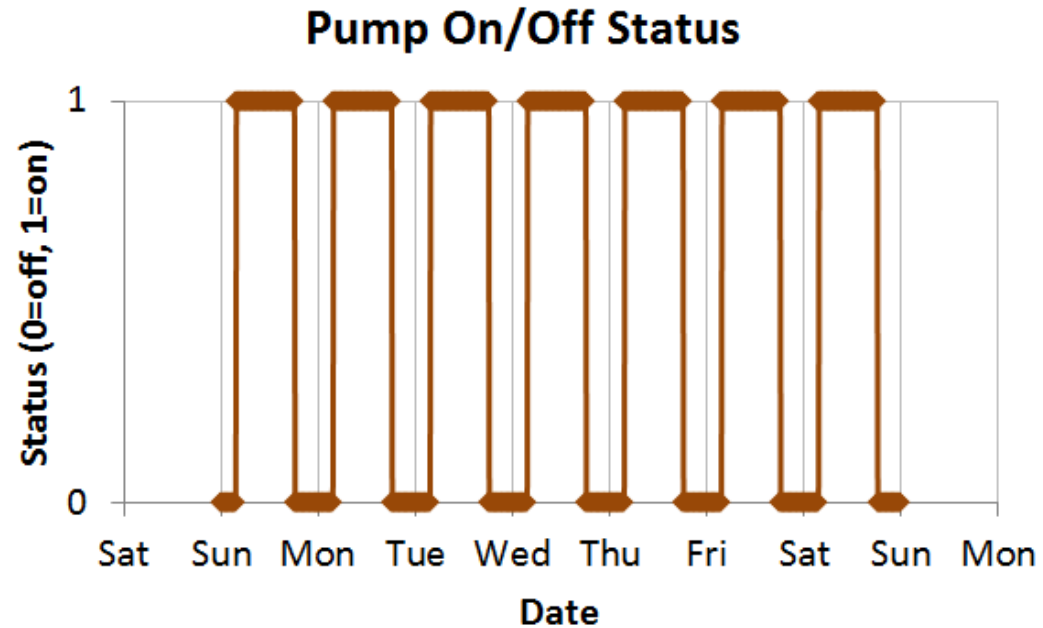 Pump On/Off Status
Status (0=off, 1=on)
1
0
Sat Sun Mon Tue Wed Thu Fri Sat Sun Mon
Date